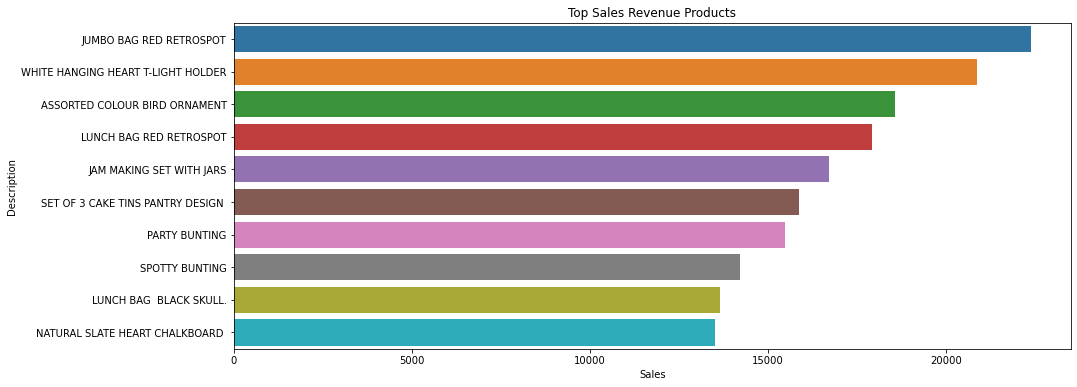 Top Sales Revenue Products
JUMBO BAG RED RETROSPOT
WHITE HANGING HEART T-LIGHT HOLDER
ASSORTED COLOUR BIRD ORNAMENT
LUNCH BAG RED RETROSPOT
JAM MAKING SET WITH JARS
SET OF 3 CAKE TINS PANTRY DESIGN
PARTY BUNTING
SPOTTY BUNTING
LUNCH BAG  BLACK SKULL.
NATURAL SLATE HEART CHALKBOARD
Description
0 5000 10000 15000 20000
Sales